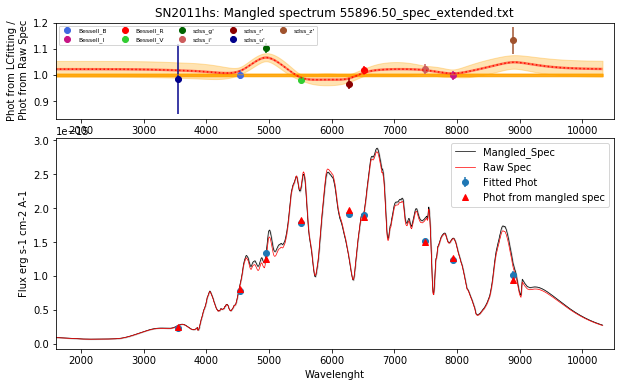 SN2011hs: Mangled spectrum 55896.50_spec_extended.txt
Phot from LCfitting /
Phot from Raw Spec
1.2
1.1
1.0
0.9
Bessell_B
Bessell_I
Bessell_R
Bessell_V
sdss_g'
sdss_i'
sdss_r'
sdss_u'
sdss_z'
2000 3000 4000 5000 6000 7000 8000 9000 10000
Flux erg s-1 cm-2 A-1
3.0
2.5
2.0
1.5
1.0
0.5
0.0
Mangled_Spec
Raw Spec
Fitted Phot
Phot from mangled spec
2000 3000 4000 5000 6000 7000 8000 9000 10000
Wavelenght